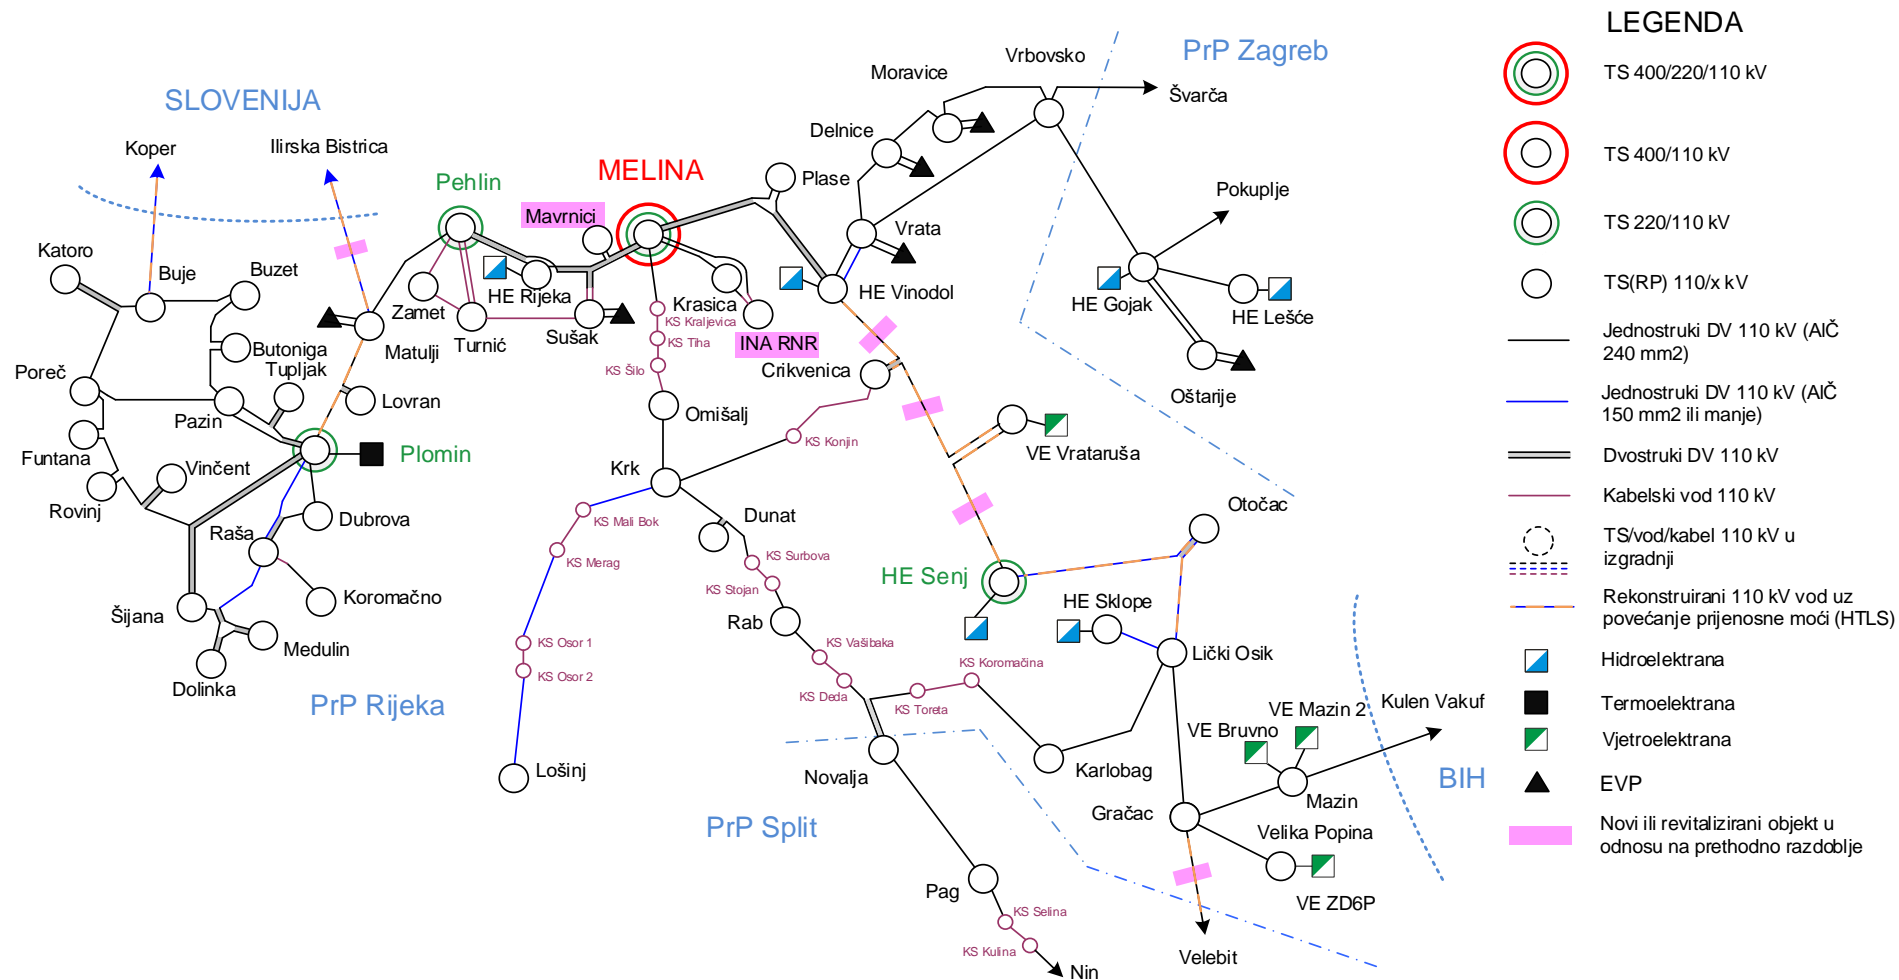 LEGENDA
TS 400/220/110 kV
TS 400/110 kV
TS 220/110 kV
TS(RP) 110/x kV
Jednostruki DV 110 kV (AlČ
240 mm2)
Jednostruki DV 110 kV (AlČ
150 mm2 ili manje)
Dvostruki DV 110 kV
Kabelski vod 110 kV
TS/vod/kabel 110 kV u
izgradnji
Rekonstruirani 110 kV vod uz
povećanje prijenosne moći (HTLS)
Hidroelektrana
Termoelektrana
Vjetroelektrana
EVP
Novi ili revitalizirani objekt u
odnosu na prethodno razdoblje
PrP Zagreb
Vrbovsko
Moravice
Švarča
SLOVENIJA
Delnice
Koper
Ilirska Bistrica
MELINA
Pehlin
Plase
Pokuplje
Mavrnici
Vrata
Katoro
Buje
Buzet
HE Rijeka
Krasica
HE Vinodol
HE Gojak
HE Lešće
Zamet
Turnić
Sušak
KS Kraljevica
KS Tiha
INA RNR
KS Šilo
Matulji
Butoniga
Tupljak
Poreč
Crikvenica
Oštarije
Lovran
Omišalj
Pazin
Funtana
Plomin
KS Konjin
VE Vrataruša
Vinčent
Krk
Rovinj
Raša
Dubrova
KS Mali Bok
Dunat
Otočac
KS Merag
KS Surbova
KS Stojan
HE Senj
Koromačno
Šijana
Rab
HE Sklope
Medulin
KS Osor 1
KS Vašibaka
KS Koromačina
Lički Osik
Dolinka
KS Osor 2
KS Deda
KS Toreta
PrP Rijeka
Kulen Vakuf
VE Mazin 2
VE Bruvno
Lošinj
Novalja
Karlobag
BIH
Mazin
PrP Split
Gračac
Velika Popina
Pag
VE ZD6P
KS Selina
KS Kulina
Nin
Velebit